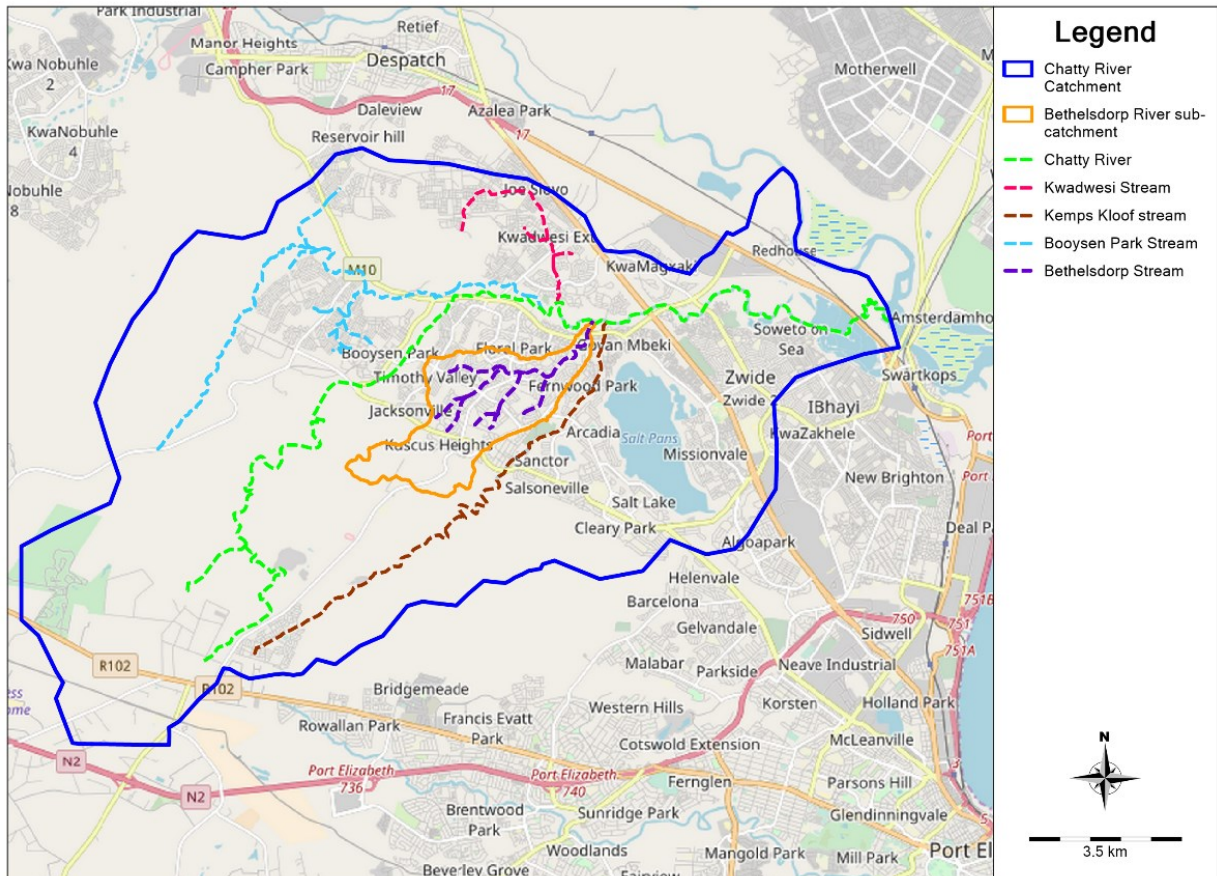 Park Industrial
Retief
Manor Heights
Despatch
Campher Park
Kwa Nobuhle
2
17
Motherwell
Daleview
Azalea Park
KwaNobuhle
4
Reservoir hill
17
Nobuhle
8
Joe Slovo
Kwadwesi Ext
Redhouse
M10
KwaMagxaki
Amsterdamho
Soweto on
Sea
Booysen Park
Floral Park
Govan Mbeki
Swartkops
Timothy Valley
Fernwood Park
Zwide
Zwide
IBhayi
Jacksonville
Arcadia
Salt Pans
KwaZakhele
Kuscus Heights
Missionvale
Sanctor
New Brighton
Salsoneville
Salt Lake
Cleary Park
Deal Pa
Algoapark
Helenvale
Barcelona
751B
Gelvandale
750
751
Sidwell
751A
R102
Malabar
Parkside
Neave Industrial
R102
Bridgemeade
Western Hills
Korsten
Holland Park
Rowallan Park
Francis Evatt
Park
Cotswold Extension
McLeanville
N2
Port Elizabeth
736
Port Elizabeth
740
Fernglen
Parsons Hill
N2
Brentwood
Park
Sunridge Park
Glendinningvale
Woodlands
Mangold Park
Mill Park
Port El
Beverley Grove
Fairview
Legend
Chatty River
Catchment
Bethelsdorp River sub-
catchment
Chatty River
Kwadwesi Stream
Kemps Kloof stream
Booysen Park Stream
Bethelsdorp Stream
N
3.5 km